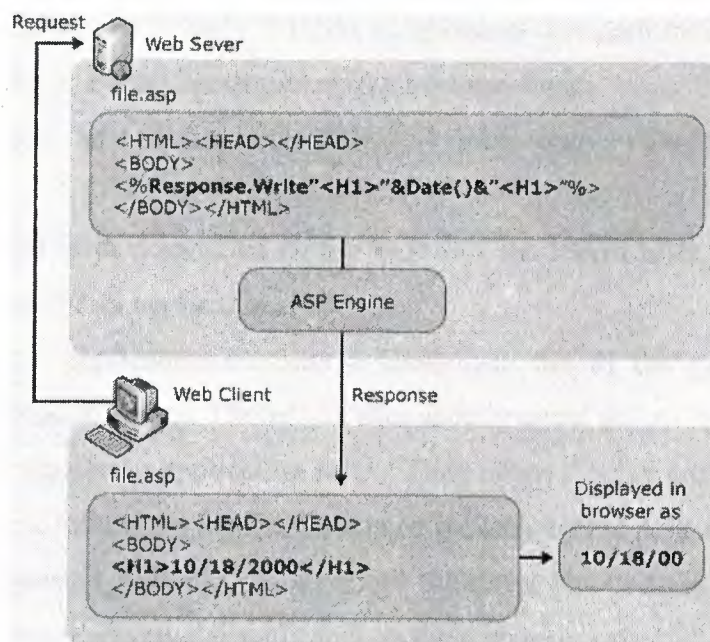 Request
Web Sever
file.asp
<HTML><HEAD></HEAD>
<BODY>
<%Response.Write"<H1>"&Date()&"<H1>"%>
</BODY></HTML>
ASP Engine
Web Client
Response
file.asp
<HTML><HEAD></HEAD>
<BODY>
<H1>10/18/2000</H1>
</BODY></HTML>
Displayed in
browser as
10/18/00